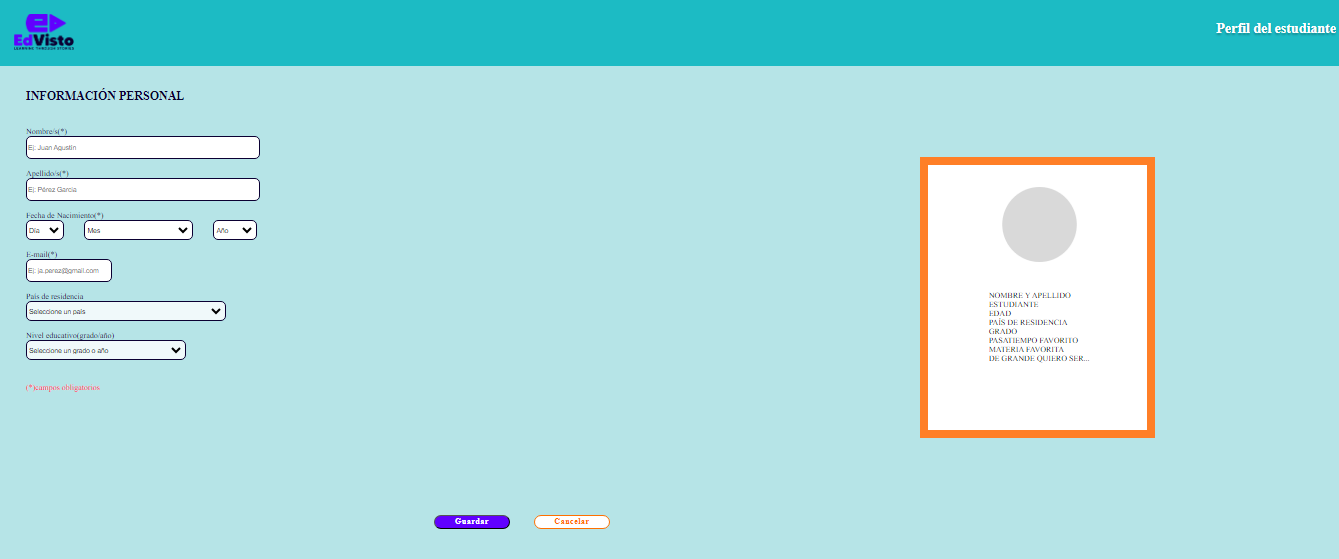 EdVisto
LEARNING THROUGH STORIES
Perfil del estudiante
INFORMACIÓN PERSONAL
Nombre/s(*)
Ej: Juan Agustín
Apellido/s(*)
Ej: Pérez García
Fecha de Nacimiento(*)
Día Mes Año
E-mail(*)
Ej: ja.perez@gmail.com
País de residencia
Seleccione un país
Nivel educativo(grado/año)
Seleccione un grado o año
(*)campos obligatorios
NOMBRE Y APELLIDO
ESTUDIANTE
EDAD
PAÍS DE RESIDENCIA
GRADO
PASATIEMPO FAVORITO
MATERIA FAVORITA
DE GRANDE QUIERO SER...
Guardar Cancelar